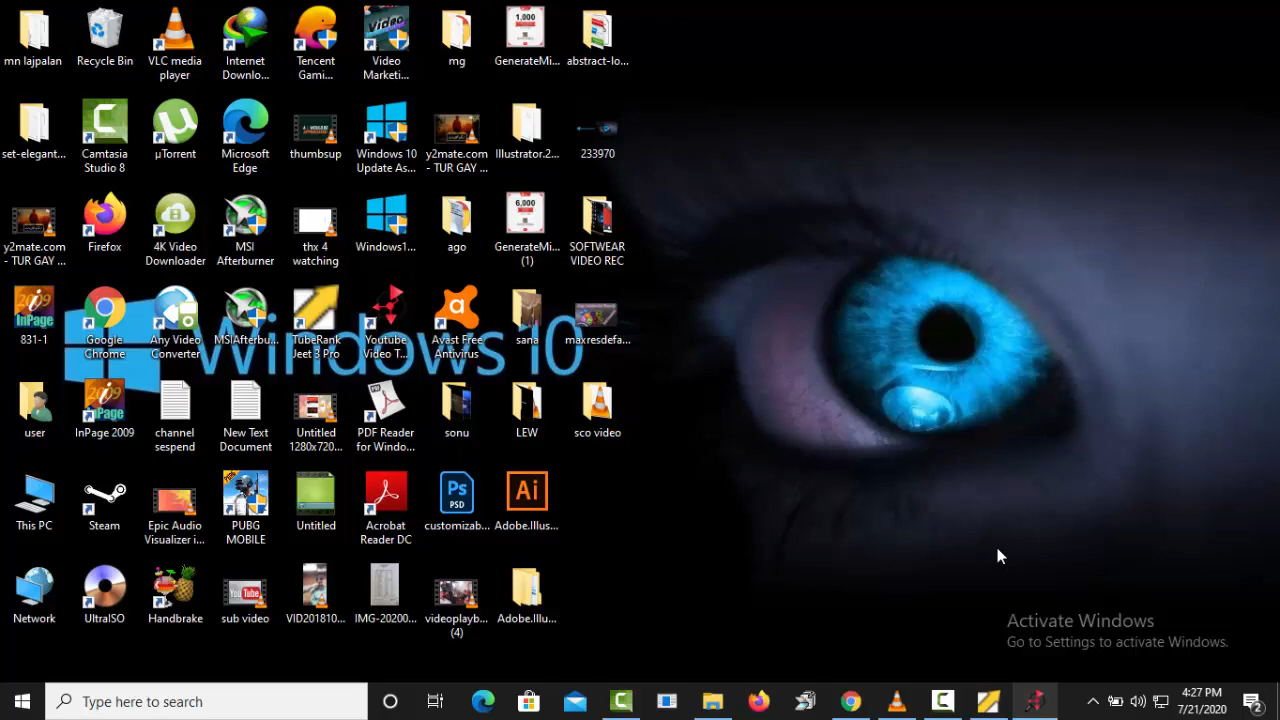 mn lajpalan
Recycle Bin
VLC media
player
Internet
Downlo...
Tencent
Gami...
Video
Marketi...
mg
GenerateMi...
abstract-lo...
set-elegant...
Camtasia
Studio 8
µTorrent
Microsoft
Edge
thumbsup
Windows 10
Update As...
y2mate.com
- TUR GAY ...
Illustrator.2...
233970
y2mate.com
- TUR GAY ...
Firefox
4K Video
Downloader
MSI
Afterburner
thx 4
watching
Windows1...
ago
GenerateMi...
(1)
SOFTWEAR
VIDEO REC
831-1
Google
Chrome
Any Video
Converter
MSIAfterbu...
TubeRank
Jeet 3 Pro
Youtube
Video T...
Avast Free
Antivirus
sana
maxresdefa...
Windows 10
user
InPage 2009
channel
sespend
New Text
Document
Untitled
1280x720...
PDF Reader
for Windo...
sonu
LEW
sco video
This PC
Steam
Epic Audio
Visualizer i...
PUBG
MOBILE
Untitled
Acrobat
Reader DC
customizab...
Adobe.Illus...
Network
UltraISO
Handbrake
sub video
VID201810...
IMG-20200...
videoplayb...
(4)
Adobe.Illu...
Activate Windows
Go to Settings to activate Windows.
Type here to search
4:27 PM
7/21/2020
2